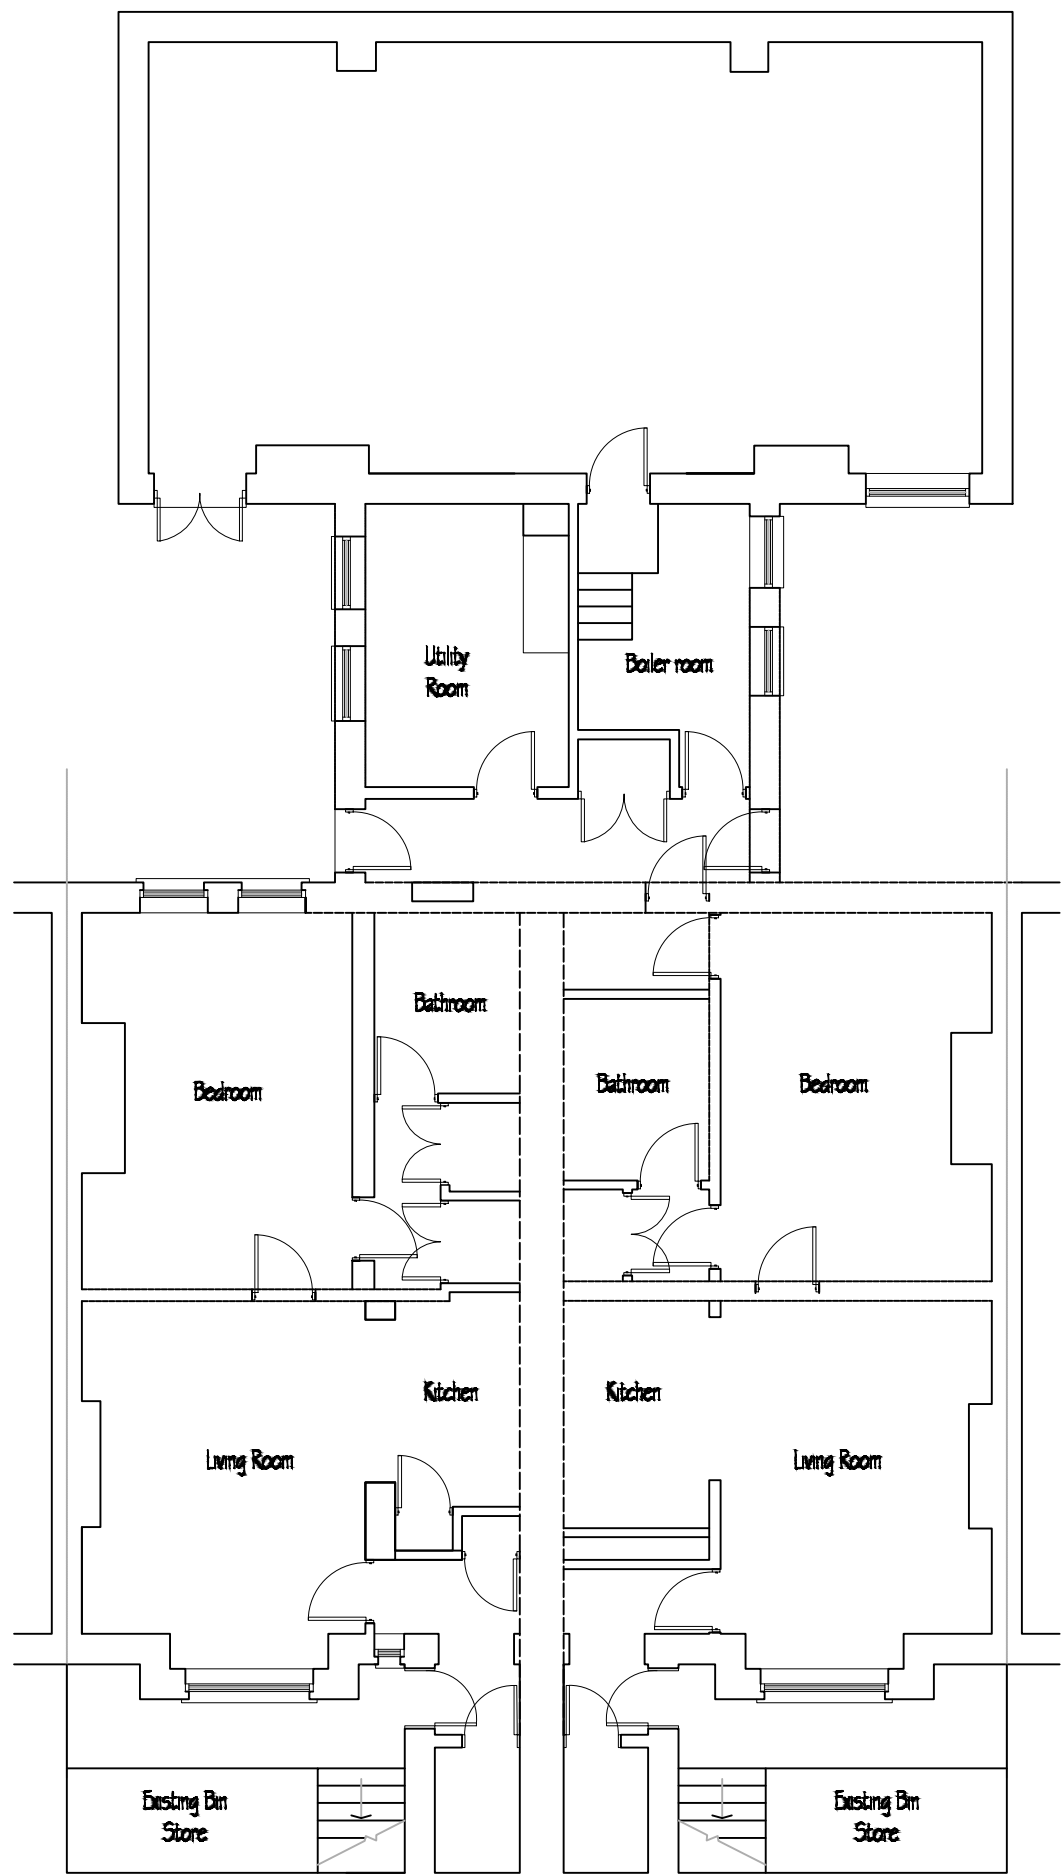 Utility
Room
Boiler room
Bathroom
Bedroom
Bathroom
Bedroom
Kitchen
Kitchen
Living Room
Living Room
Existing Bin
Store
Existing Bin
Store